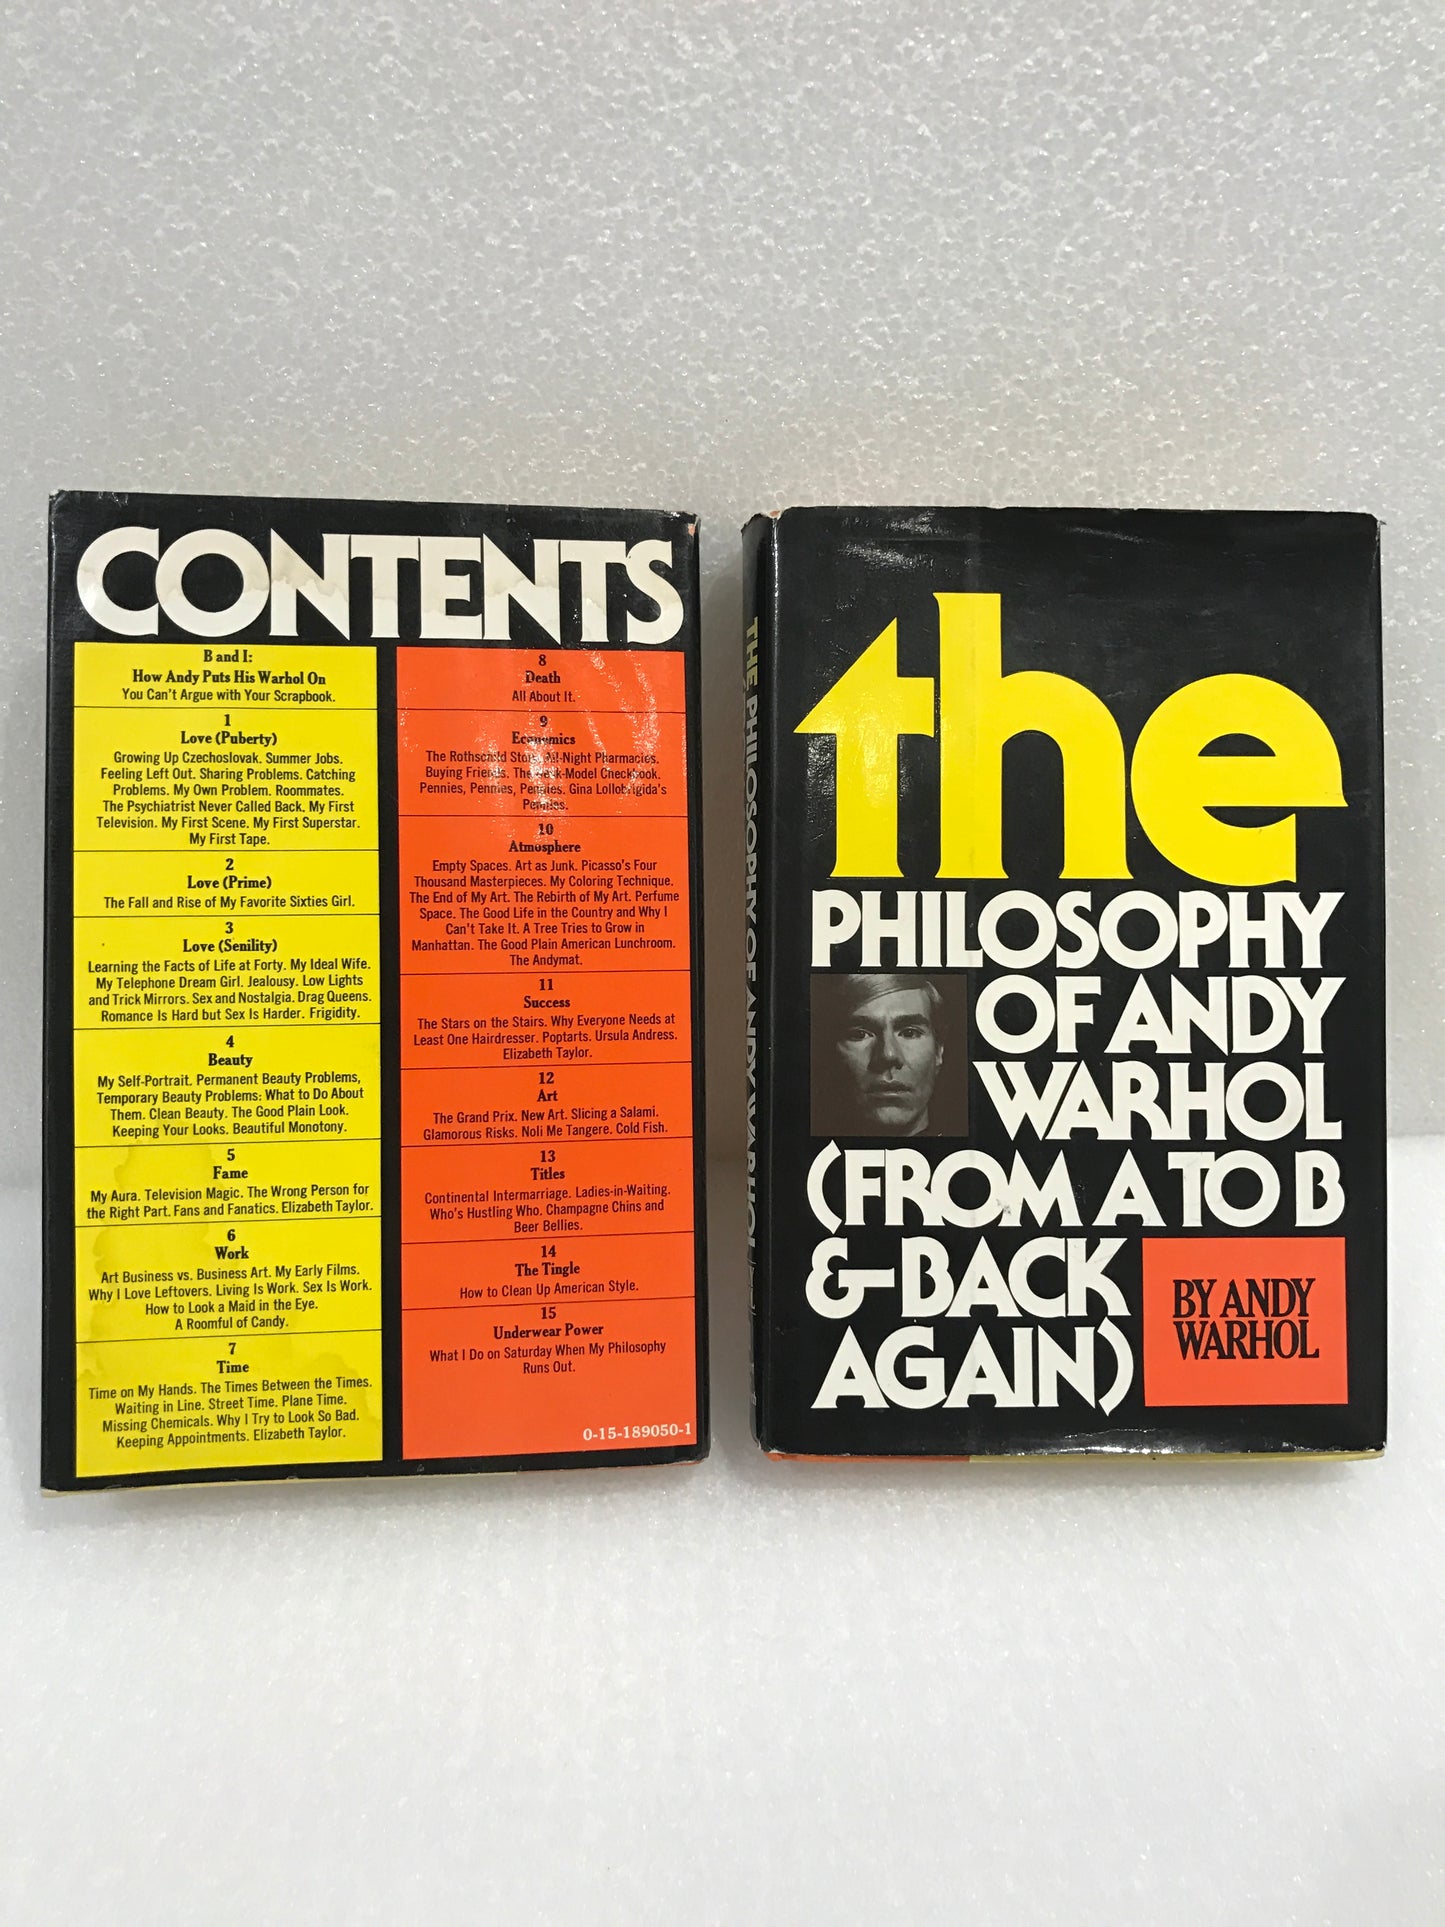 CONTENTS
B and I:
How Andy Puts His Warhol On
You Can't Argue with Your Scrapbook.
1
Love (Puberty)
Growing Up Czechoslovak. Summer Jobs.
Feeling Left Out. Sharing Problems. Catching
Problems. My Own Problem. Roommates.
The Psychiatrist Never Called Back. My First
Television. My First Scene. My First Superstar.
My First Tape.
2
Love (Prime)
The Fall and Rise of My Favorite Sixties Girl.
3
Love (Senility)
Learning the Facts of Life at Forty. My Ideal Wife.
My Telephone Dream Girl. Jealousy. Low Lights
and Trick Mirrors. Sex and Nostalgia. Drag Queens.
Romance Is Hard but Sex Is Harder. Frigidity.
4
Beauty
My Self-Portrait. Permanent Beauty Problems,
Temporary Beauty Problems: What to Do About
Them. Clean Beauty. The Good Plain Look.
Keeping Your Looks. Beautiful Monotony.
5
Fame
My Aura. Television Magic. The Wrong Person for
the Right Part. Fans and Fanatics. Elizabeth Taylor.
6
Work
Art Business vs. Business Art. My Early Films.
Why I Love Leftovers. Living Is Work. Sex Is Work.
How to Look a Maid in the Eye.
A Roomful of Candy.
7
Time
Time on My Hands. The Times Between the Times.
Waiting in Line. Street Time. Plane Time.
Missing Chemicals. Why I Try to Look So Bad.
Keeping Appointments. Elizabeth Taylor.
8
Death
All About It.
9
Economics
The Rothschild Story. All-Night Pharmacies.
Buying Friends. The Desk-Model Checkbook.
Pennies, Pennies, Pennies. Gina Lollobrigida's
Pennies.
10
Atmosphere
Empty Spaces. Art as Junk. Picasso's Four
Thousand Masterpieces. My Coloring Technique.
The End of My Art. The Rebirth of My Art. Perfume
Space. The Good Life in the Country and Why I
Can't Take It. A Tree Tries to Grow in
Manhattan. The Good Plain American Lunchroom.
The Andymat.
11
Success
The Stars on the Stairs. Why Everyone Needs at
Least One Hairdresser. Poptarts. Ursula Andress.
Elizabeth Taylor.
12
Art
The Grand Prix. New Art. Slicing a Salami.
Glamorous Risks. Noli Me Tangere. Cold Fish.
13
Titles
Continental Intermarriage. Ladies-in-Waiting.
Who's Hustling Who. Champagne Chins and
Beer Bellies.
14
The Tingle
How to Clean Up American Style.
15
Underwear Power
What I Do on Saturday When My Philosophy
Runs Out.
0-15-189050-1
THE PHILOSOPHY OF ANDY WARHOL
the
PHILOSOPHY
OF ANDY
WARHOL
(FROM A TO B
& BACK
AGAIN)
BY ANDY
WARHOL